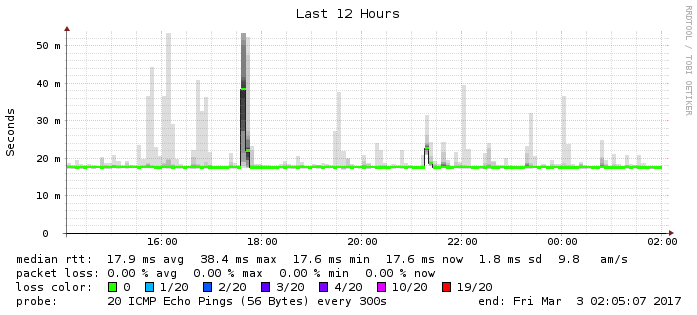 Last 12 Hours
RRDTOOL / TOBI OETIKER
Seconds
50 m
40 m
30 m
20 m
10 m
0
16:00 18:00 20:00 22:00 00:00 02:00
median rtt: 17.9 ms avg 38.4 ms max 17.6 ms min 17.6 ms now 1.8 ms sd 9.8 am/s
packet loss: 0.00 % avg 0.00 % max 0.00 % min 0.00 % now
loss color: 0 1/20 2/20 3/20 4/20 10/20 19/20
probe: 20 ICMP Echo Pings (56 Bytes) every 300s end: Fri Mar 3 02:05:07 2017